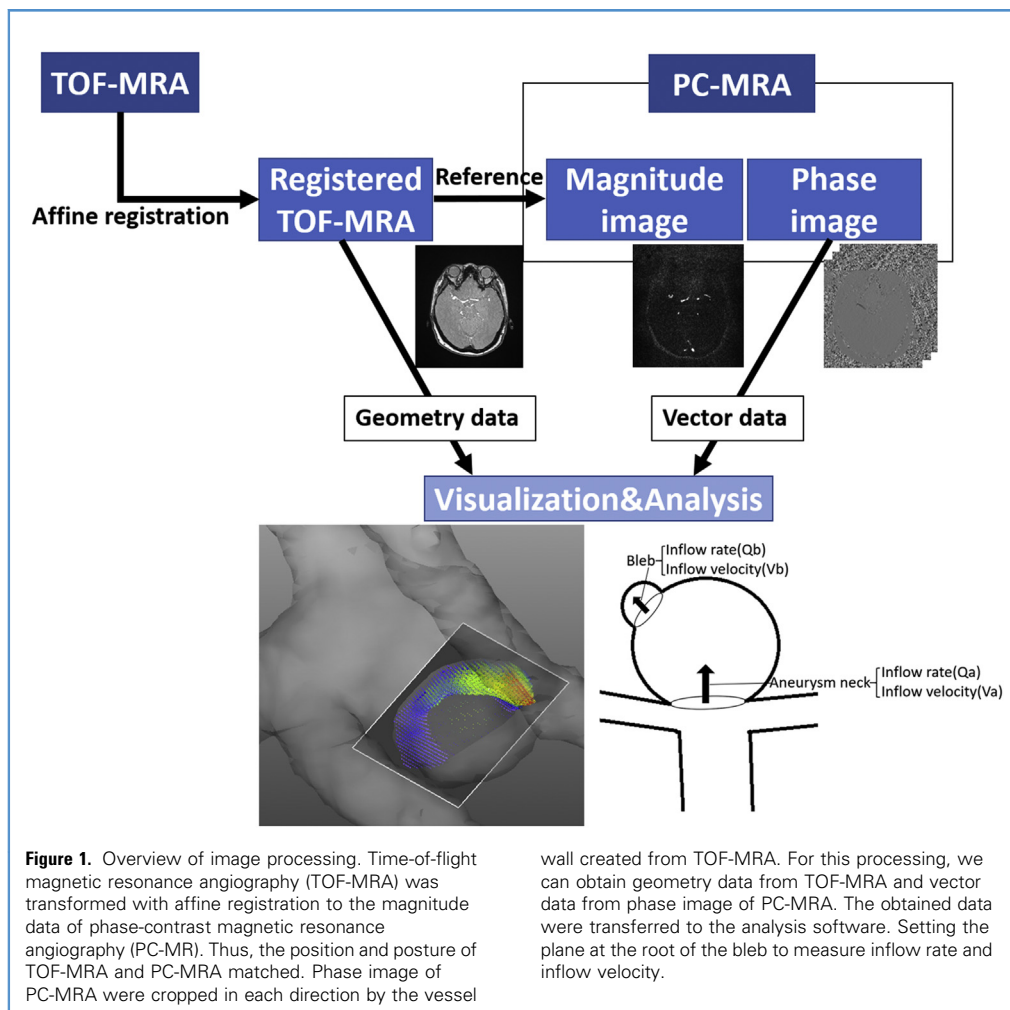 TOF-MRA
PC-MRA
Affine registration
Registered
TOF-MRA
Reference
Magnitude
image
Phase
image
Geometry data
Vector data
Visualization&Analysis
Bleb
Inflow rate(Qb)
Inflow velocity(Vb)
Aneurysm neck
Inflow rate(Qa)
Inflow velocity(Va)
Figure 1. Overview of image processing. Time-of-flight
magnetic resonance angiography (TOF-MRA) was
transformed with affine registration to the magnitude
data of phase-contrast magnetic resonance
angiography (PC-MR). Thus, the position and posture of
TOF-MRA and PC-MRA matched. Phase image of
PC-MRA were cropped in each direction by the vessel
wall created from TOF-MRA. For this processing, we
can obtain geometry data from TOF-MRA and vector
data from phase image of PC-MRA. The obtained data
were transferred to the analysis software. Setting the
plane at the root of the bleb to measure inflow rate and
inflow velocity.